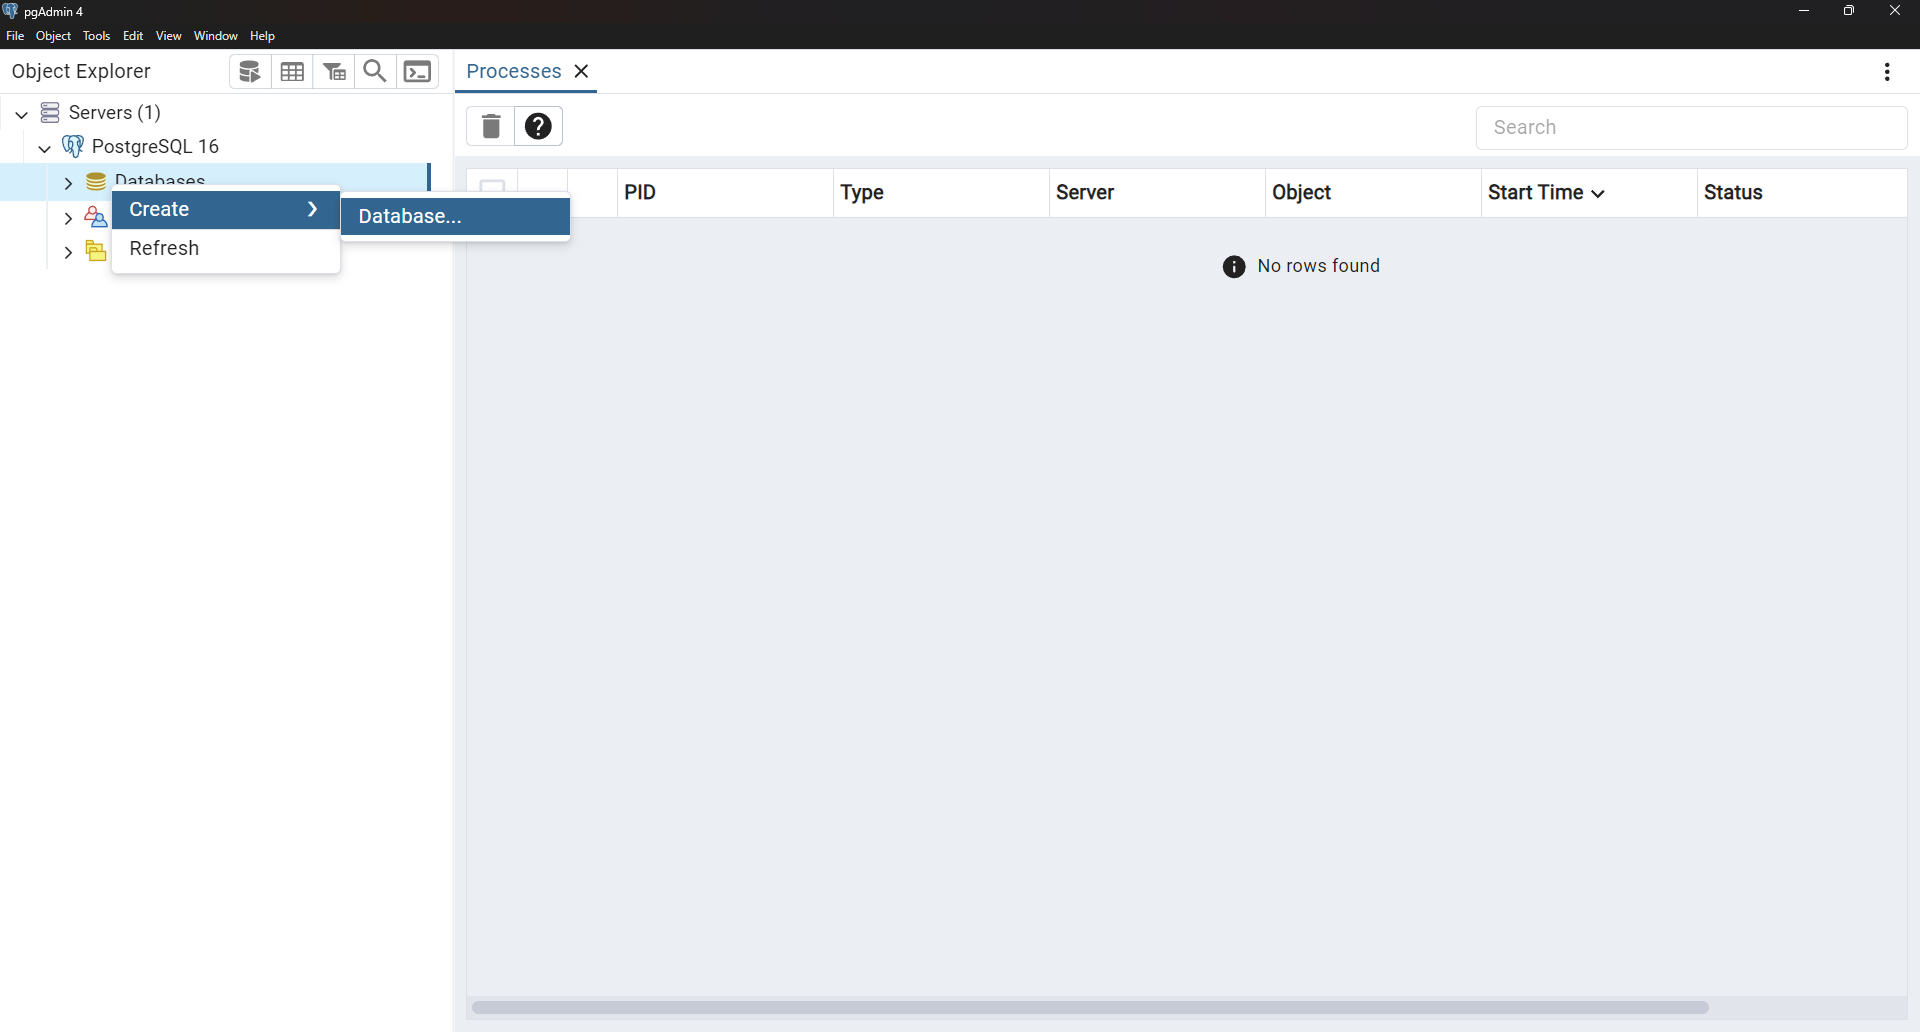 pgAdmin 4
File Object Tools Edit View Window Help
Object Explorer
Processes
Servers (1)
PostgreSQL 16
Databases
Create
Refresh
Database...
Search
PID Type Server Object Start Time Status
No rows found